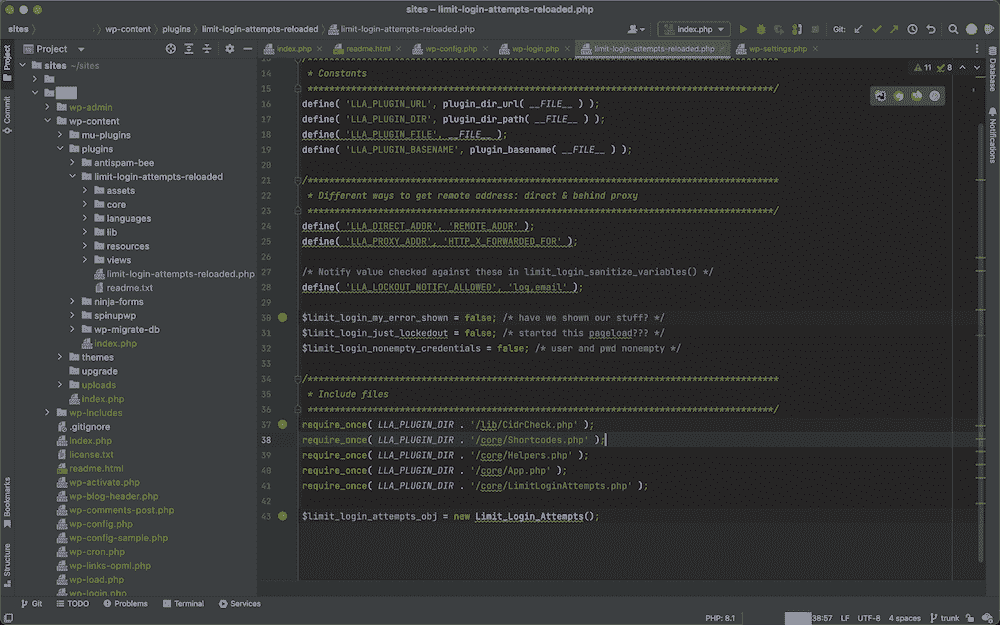 sites – limit-login-attempts-reloaded.php
sites
wp-content
plugins
limit-login-attempts-reloaded
limit-login-attempts-reloaded.php
index.php
Git:
Project
index.php
readme.html
wp-config.php
wp-login.php
limit-login-attempts-reloaded.php
wp-settings.php
Project
Commit
Bookmarks
Structure
Database
Notifications
sites ~/sites
wp-admin
wp-content
mu-plugins
plugins
antispam-bee
limit-login-attempts-reloaded
assets
core
languages
lib
resources
views
limit-login-attempts-reloaded.php
readme.txt
ninja-forms
spinupwp
wp-migrate-db
index.php
themes
upgrade
uploads
index.php
wp-includes
.gitignore
index.php
license.txt
readme.html
wp-activate.php
wp-blog-header.php
wp-comments-post.php
wp-config.php
wp-config-sample.php
wp-cron.php
wp-links-opml.php
wp-load.php
wp-login.php
11 8
14 * Constants
15 ******************************************************************************/
16 define( 'LLA_PLUGIN_URL', plugin_dir_url( __FILE__ ) );
17 define( 'LLA_PLUGIN_DIR', plugin_dir_path( __FILE__ ) );
18 define( 'LLA_PLUGIN_FILE', __FILE__ );
19 define( 'LLA_PLUGIN_BASENAME', plugin_basename( __FILE__ ) );
20
21 /******************************************************************************
22 * Different ways to get remote address: direct & behind proxy
23 ******************************************************************************/
24 define( 'LLA_DIRECT_ADDR', 'REMOTE_ADDR' );
25 define( 'LLA_PROXY_ADDR', 'HTTP_X_FORWARDED_FOR' );
26
27 /* Notify value checked against these in limit_login_sanitize_variables() */
28 define( 'LLA_LOCKOUT_NOTIFY_ALLOWED', 'log,email' );
29
30 $limit_login_my_error_shown = false; /* have we shown our stuff? */
31 $limit_login_just_lockedout = false; /* started this pageload??? */
32 $limit_login_nonempty_credentials = false; /* user and pwd nonempty */
33
34 /******************************************************************************
35 * Include files
36 ******************************************************************************/
37 require_once( LLA_PLUGIN_DIR . '/lib/CidrCheck.php' );
38 require_once( LLA_PLUGIN_DIR . '/core/Shortcodes.php' );
39 require_once( LLA_PLUGIN_DIR . '/core/Helpers.php' );
40 require_once( LLA_PLUGIN_DIR . '/core/App.php' );
41 require_once( LLA_PLUGIN_DIR . '/core/LimitLoginAttempts.php' );
42
43 $limit_login_attempts_obj = new Limit_Login_Attempts();
Git
TODO
Problems
Terminal
Services
PHP: 8.1
38:57
LF
UTF-8
4 spaces
trunk